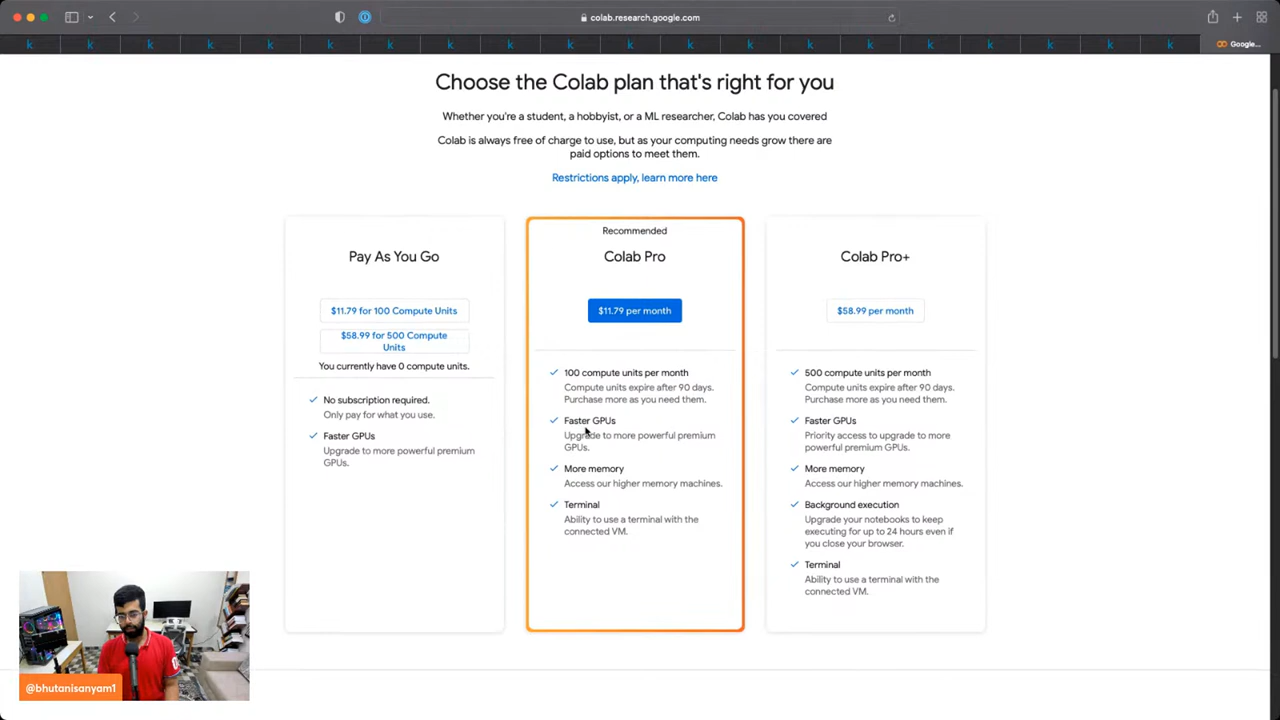 colab.research.google.com
k k k k k k k k k k k k k k k k k k k k Google...
Choose the Colab plan that's right for you
Whether you're a student, a hobbyist, or a ML researcher, Colab has you covered
Colab is always free of charge to use, but as your computing needs grow there are
paid options to meet them.
Restrictions apply, learn more here
Pay As You Go
$11.79 for 100 Compute Units
$58.99 for 500 Compute
Units
You currently have 0 compute units.
No subscription required.
Only pay for what you use.
Faster GPUs
Upgrade to more powerful premium
GPUs.
Recommended
Colab Pro
$11.79 per month
100 compute units per month
Compute units expire after 90 days.
Purchase more as you need them.
Faster GPUs
Upgrade to more powerful premium
GPUs.
More memory
Access our higher memory machines.
Terminal
Ability to use a terminal with the
connected VM.
Colab Pro+
$58.99 per month
500 compute units per month
Compute units expire after 90 days.
Purchase more as you need them.
Faster GPUs
Priority access to upgrade to more
powerful premium GPUs.
More memory
Access our higher memory machines.
Background execution
Upgrade your notebooks to keep
executing for up to 24 hours even if
you close your browser.
Terminal
Ability to use a terminal with the
connected VM.
@bhutanisanyam1